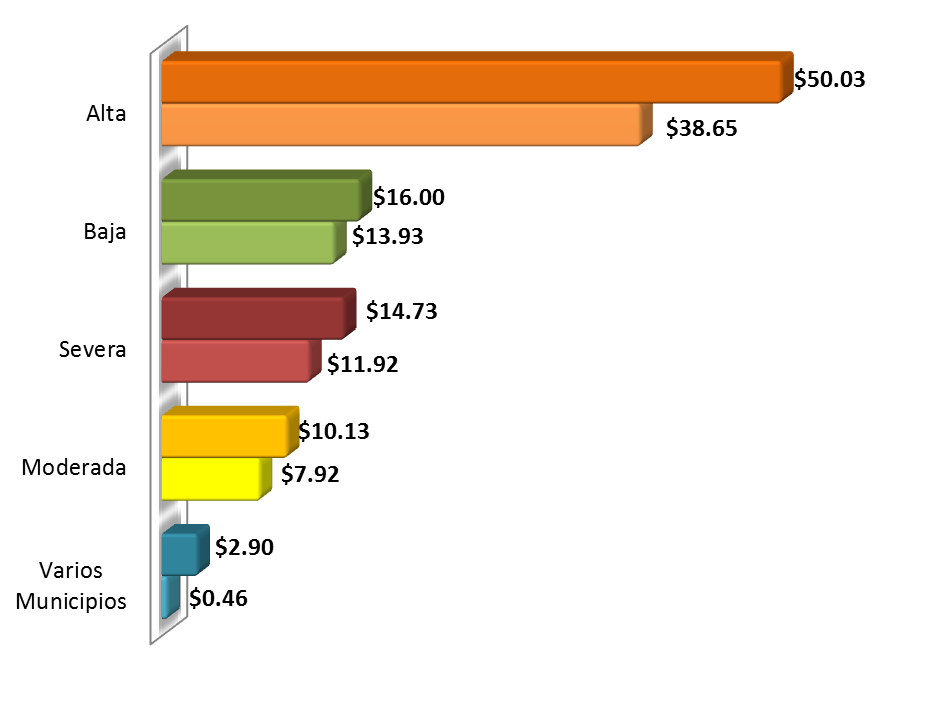 $50.03
Alta
$38.65
$16.00
Baja
$13.93
$14.73
Severa
$11.92
$10.13
Moderada
$7.92
$2.90
Varios
Municipios
$0.46